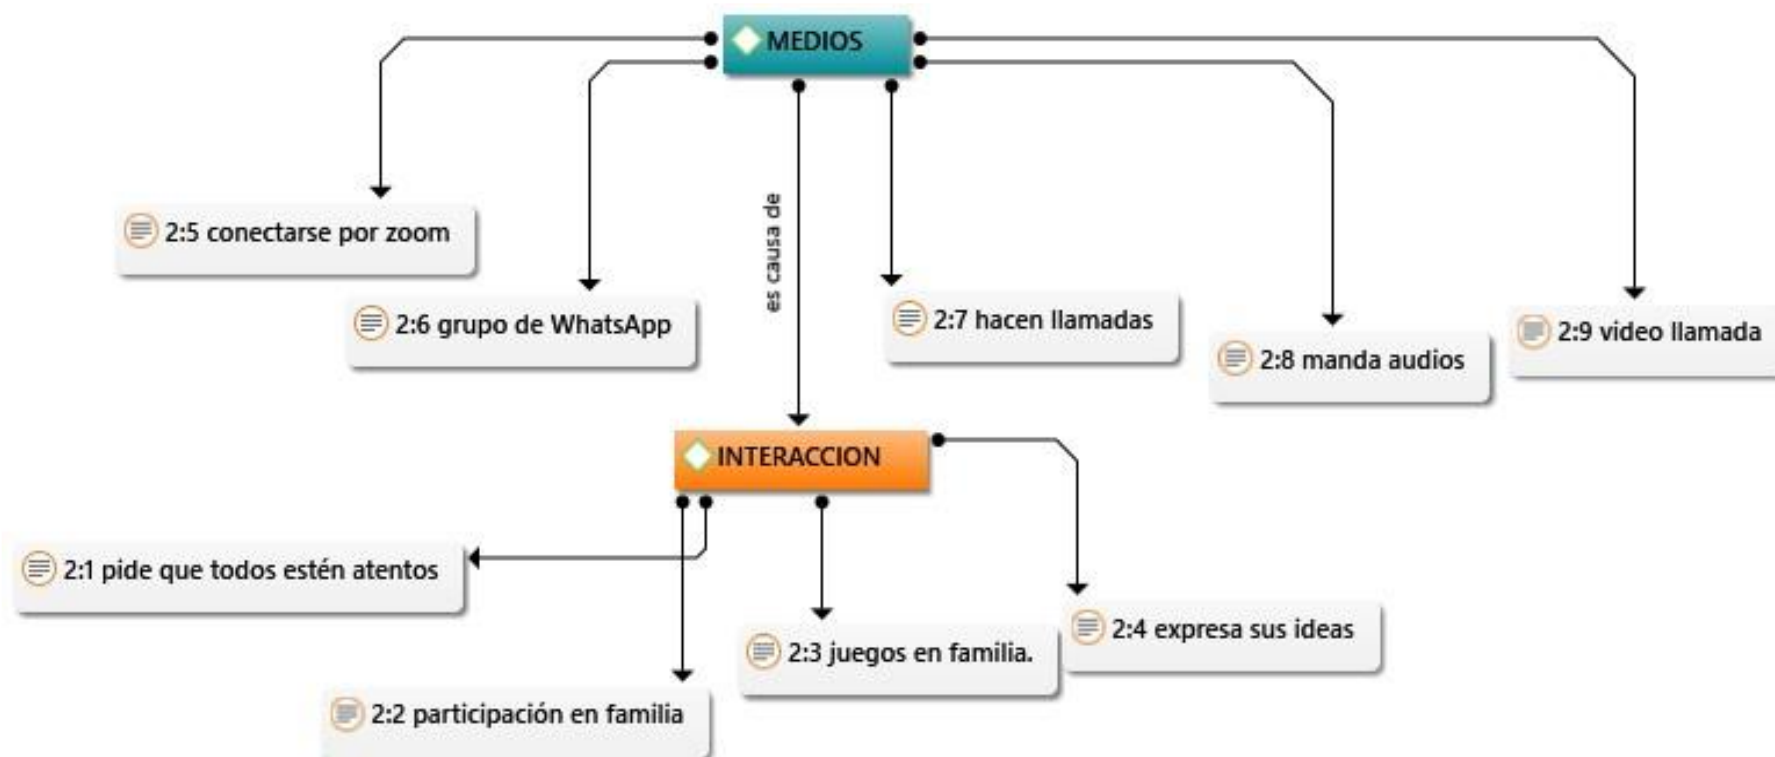 MEDIOS
2:5 conectarse por zoom
2:6 grupo de WhatsApp
es causa de
2:7 hacen llamadas
2:8 manda audios
2:9 video llamada
INTERACCION
2:1 pide que todos estén atentos
2:2 participación en familia
2:3 juegos en familia.
2:4 expresa sus ideas